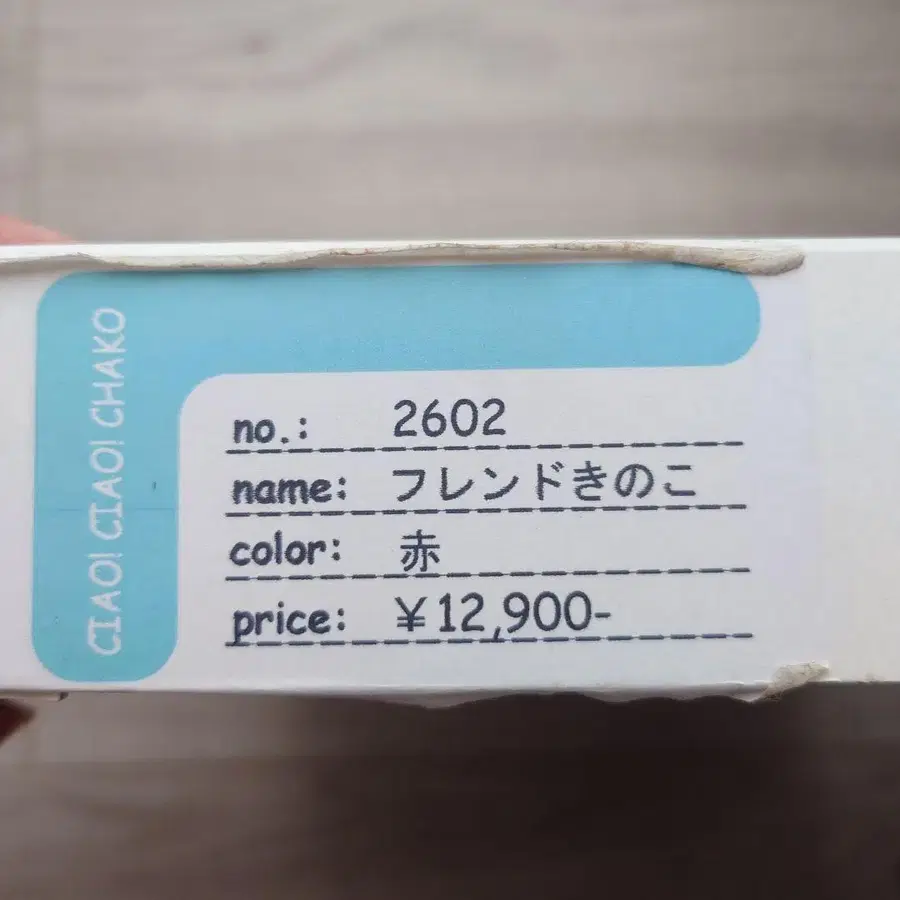 CIAO! CIAO! CHAKO
no.: 2602
name: フレンドきのこ
color: 赤
price: ¥12,900-